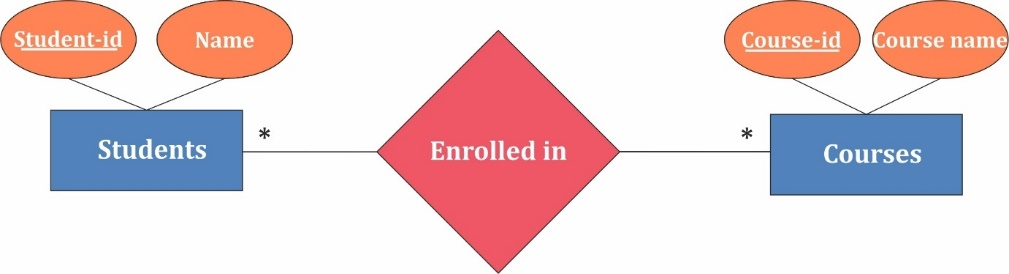 Student-id
Name
Course-id
Course name
Students
*
Enrolled in
*
Courses